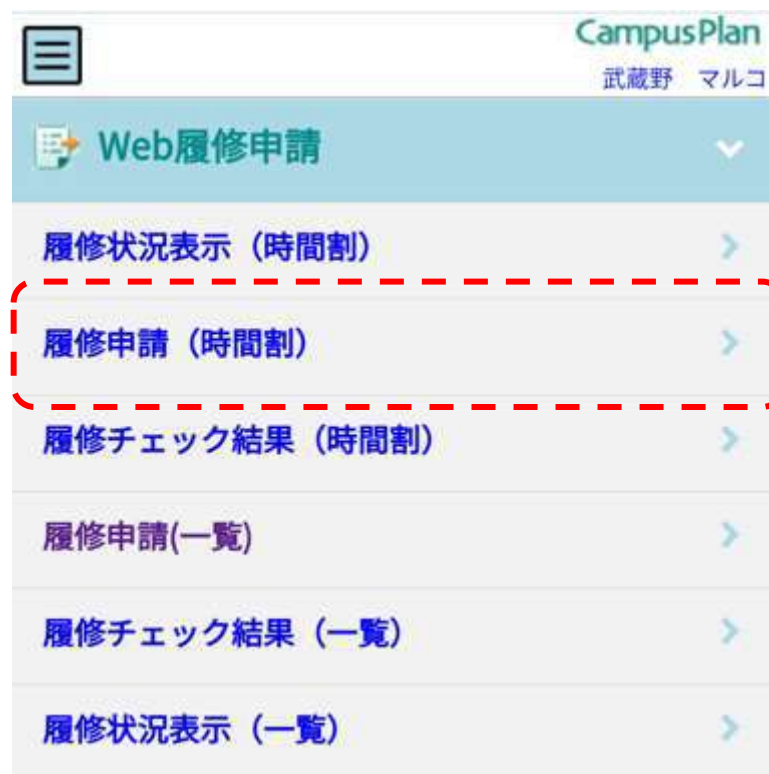 CampusPlan
武蔵野 マルコ
Web履修申請
履修状況表示（時間割）
履修申請（時間割）
履修チェック結果（時間割）
履修申請(一覧)
履修チェック結果（一覧）
履修状況表示（一覧）